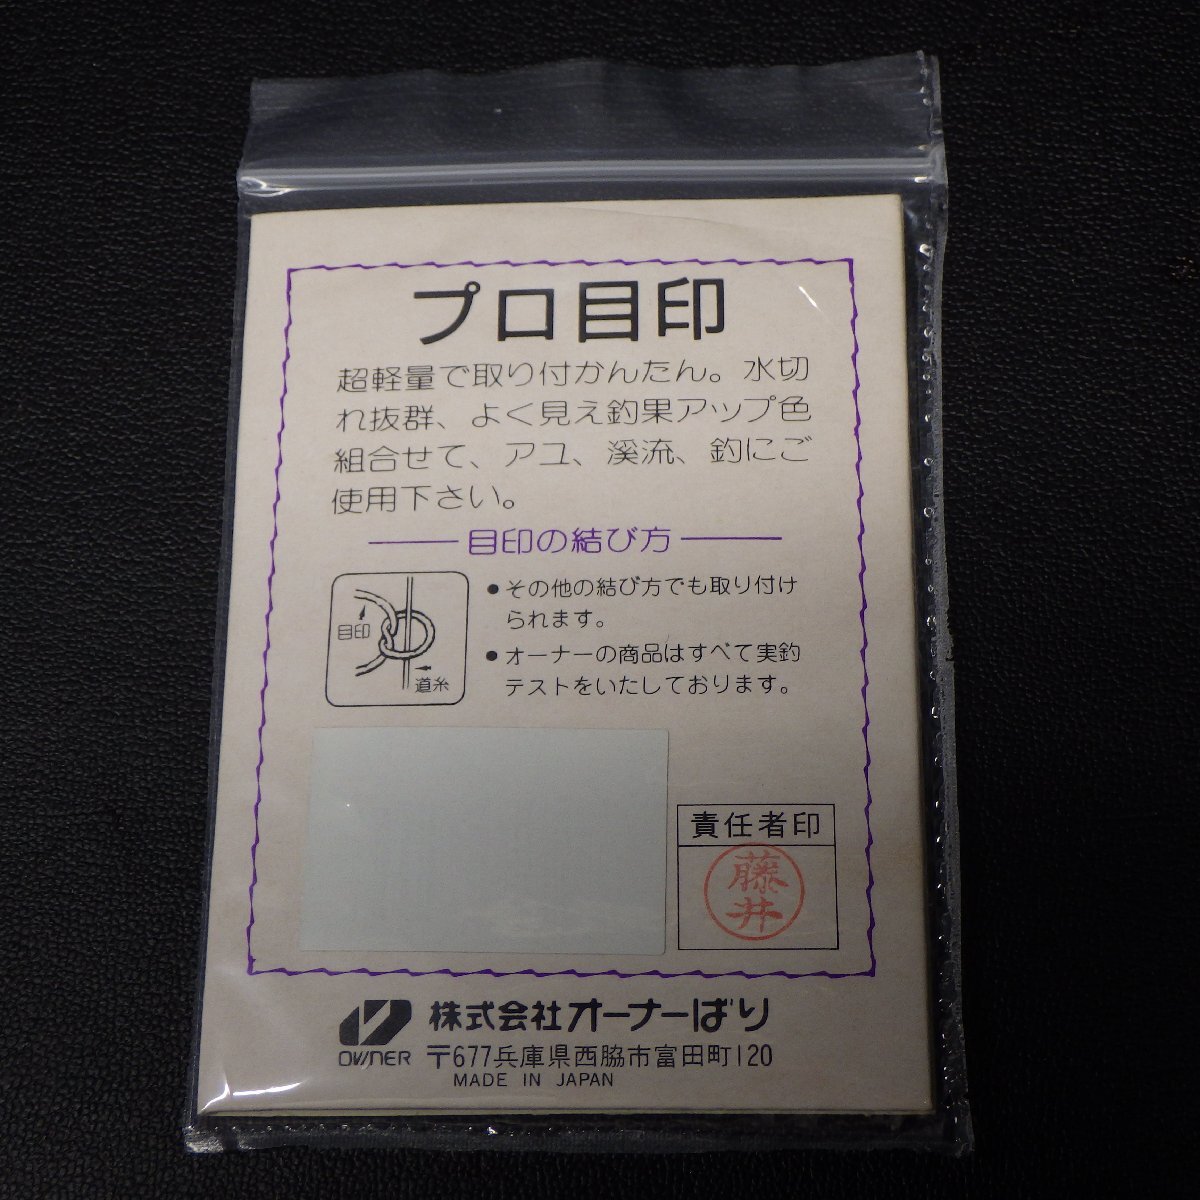 プロ目印
超軽量で取り付かんたん。水切
れ抜群、よく見え釣果アップ色
組合せて、アユ、溪流、釣にご
使用下さい。
目印の結び方
目印
道糸
●その他の結び方でも取り付け
られます。
●オーナーの商品はすべて実釣
テストをいたしております。
責任者印
藤井
OWNER
株式会社オーナーばり
〒677兵庫県西脇市富田町120
MADE IN JAPAN